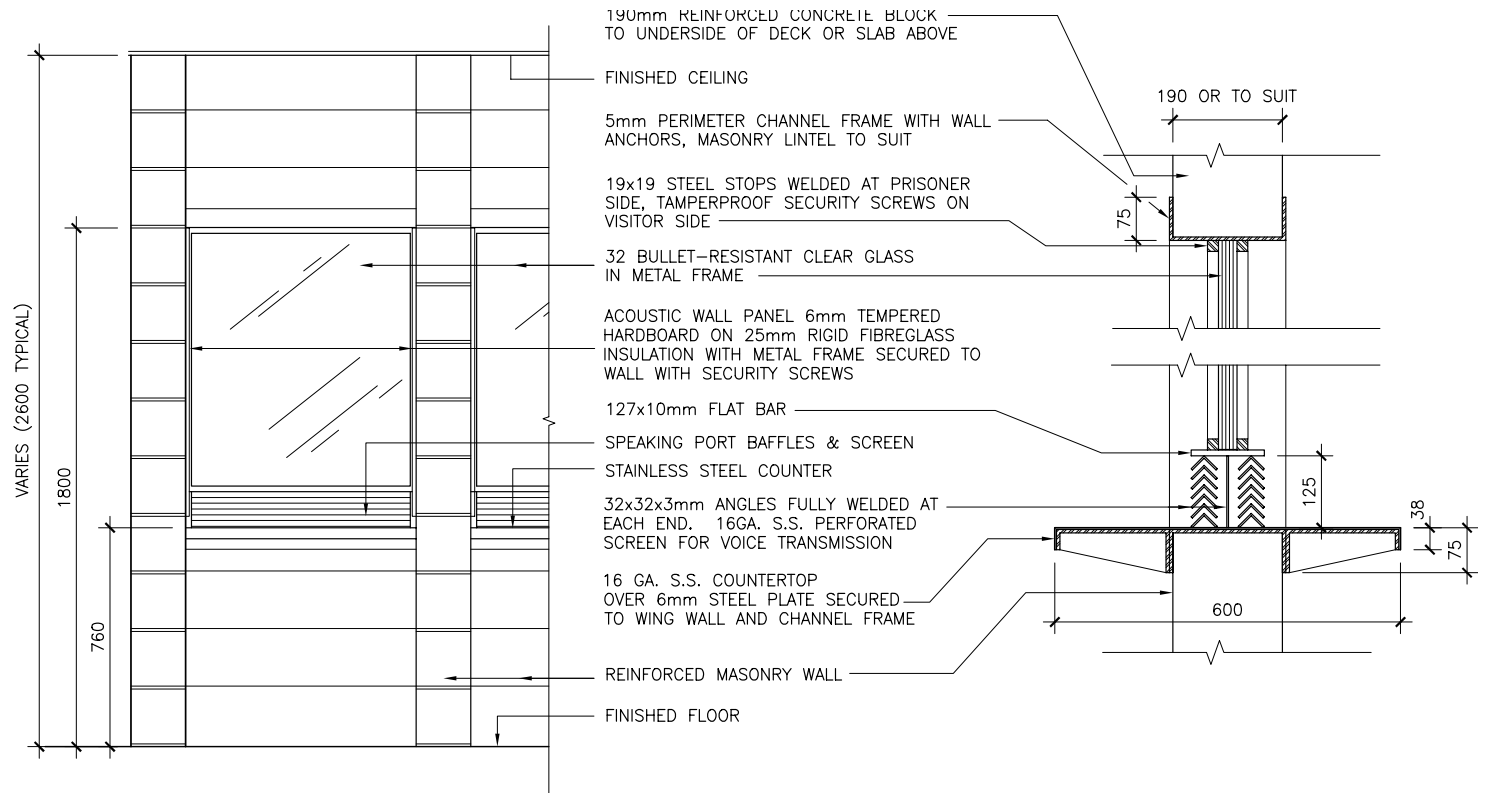 190mm REINFORCED CONCRETE BLOCK
TO UNDERSIDE OF DECK OR SLAB ABOVE
FINISHED CEILING
5mm PERIMETER CHANNEL FRAME WITH WALL
ANCHORS, MASONRY LINTEL TO SUIT
19x19 STEEL STOPS WELDED AT PRISONER
SIDE, TAMPERPROOF SECURITY SCREWS ON
VISITOR SIDE
32 BULLET-RESISTANT CLEAR GLASS
IN METAL FRAME
ACOUSTIC WALL PANEL 6mm TEMPERED
HARDBOARD ON 25mm RIGID FIBREGLASS
INSULATION WITH METAL FRAME SECURED TO
WALL WITH SECURITY SCREWS
127x10mm FLAT BAR
SPEAKING PORT BAFFLES & SCREEN
STAINLESS STEEL COUNTER
32x32x3mm ANGLES FULLY WELDED AT
EACH END. 16GA. S.S. PERFORATED
SCREEN FOR VOICE TRANSMISSION
16 GA. S.S. COUNTERTOP
OVER 6mm STEEL PLATE SECURED
TO WING WALL AND CHANNEL FRAME
REINFORCED MASONRY WALL
FINISHED FLOOR
VARIES (2600 TYPICAL)
1800
760
190 OR TO SUIT
75
125
38
75
600